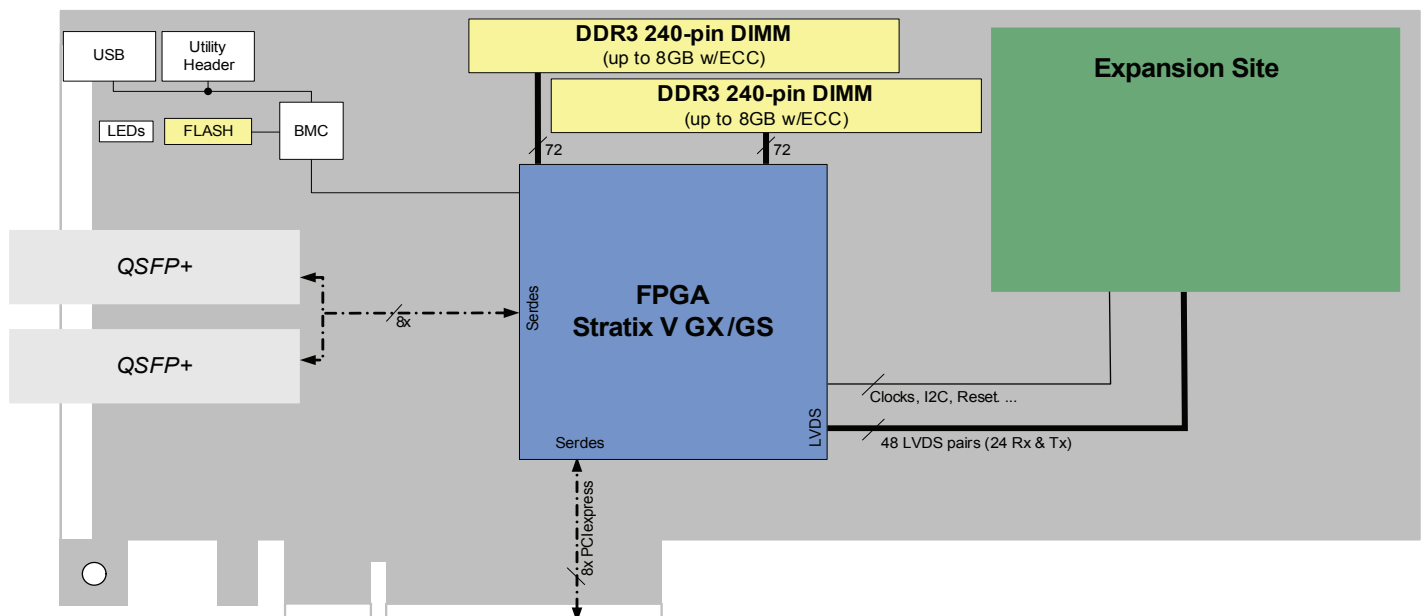 DDR3 240-pin DIMM
(up to 8GB w/ECC)
USB
Utility
Header
Expansion Site
DDR3 240-pin DIMM
(up to 8GB w/ECC)
LEDs
FLASH
BMC
72
72
QSFP+
Serdes
8x
FPGA
Stratix V GX/GS
QSFP+
Clocks, I2C, Reset. ...
LVDS
48 LVDS pairs (24 Rx & Tx)
Serdes
8x PCIexpress